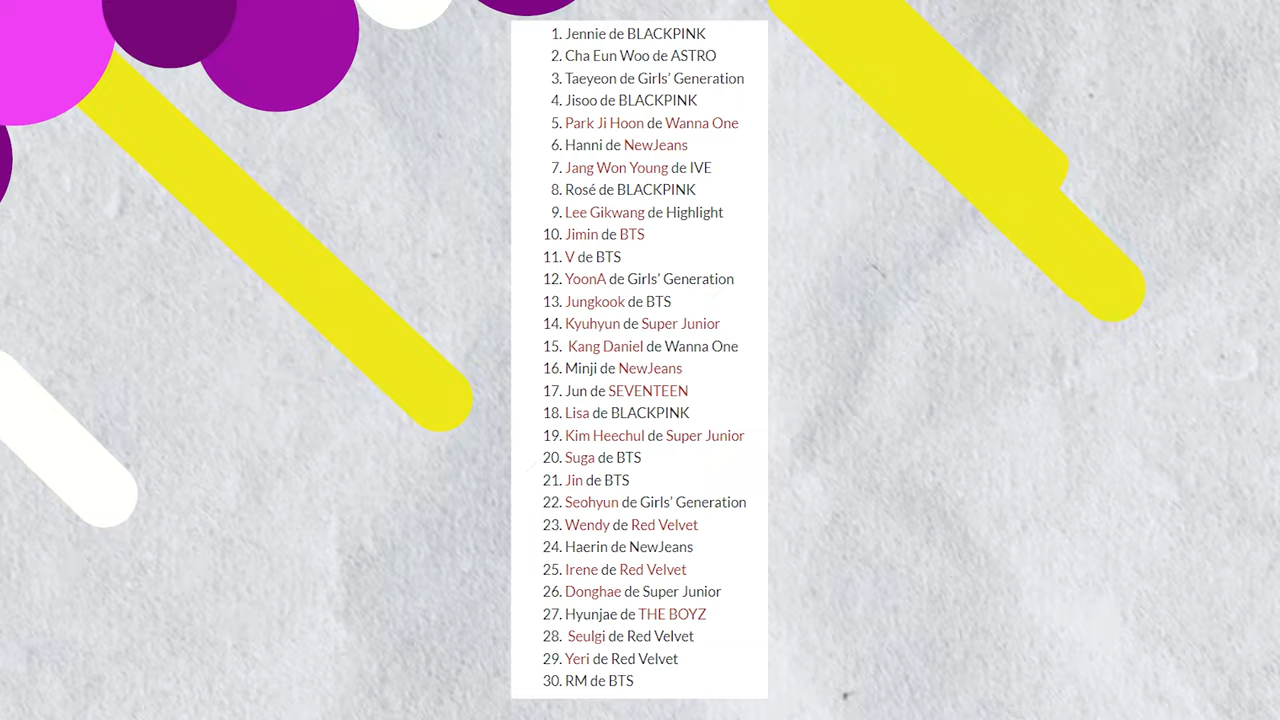 1. Jennie de BLACKPINK
2. Cha Eun Woo de ASTRO
3. Taeyeon de Girls' Generation
4. Jisoo de BLACKPINK
5. Park Ji Hoon de Wanna One
6. Hanni de NewJeans
7. Jang Won Young de IVE
8. Rosé de BLACKPINK
9. Lee Gikwang de Highlight
10. Jimin de BTS
11. V de BTS
12. YoonA de Girls' Generation
13. Jungkook de BTS
14. Kyuhyun de Super Junior
15. Kang Daniel de Wanna One
16. Minji de NewJeans
17. Jun de SEVENTEEN
18. Lisa de BLACKPINK
19. Kim Heechul de Super Junior
20. Suga de BTS
21. Jin de BTS
22. Seohyun de Girls' Generation
23. Wendy de Red Velvet
24. Haerin de NewJeans
25. Irene de Red Velvet
26. Donghae de Super Junior
27. Hyunjae de THE BOYZ
28. Seulgi de Red Velvet
29. Yeri de Red Velvet
30. RM de BTS